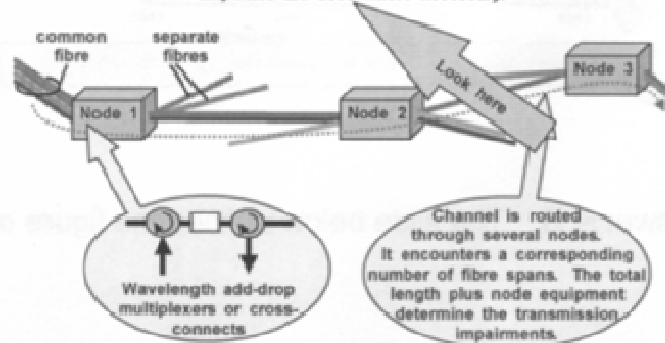 common
fibre
separate
fibres
Node 1
Node 2
Node 3
Look here
Wavelength add-drop
multiplexers or cross-
connects
Channel is routed
through several nodes.
It encounters a corresponding
number of fibre spans. The total
length plus node equipment
determine the transmission
impairments.